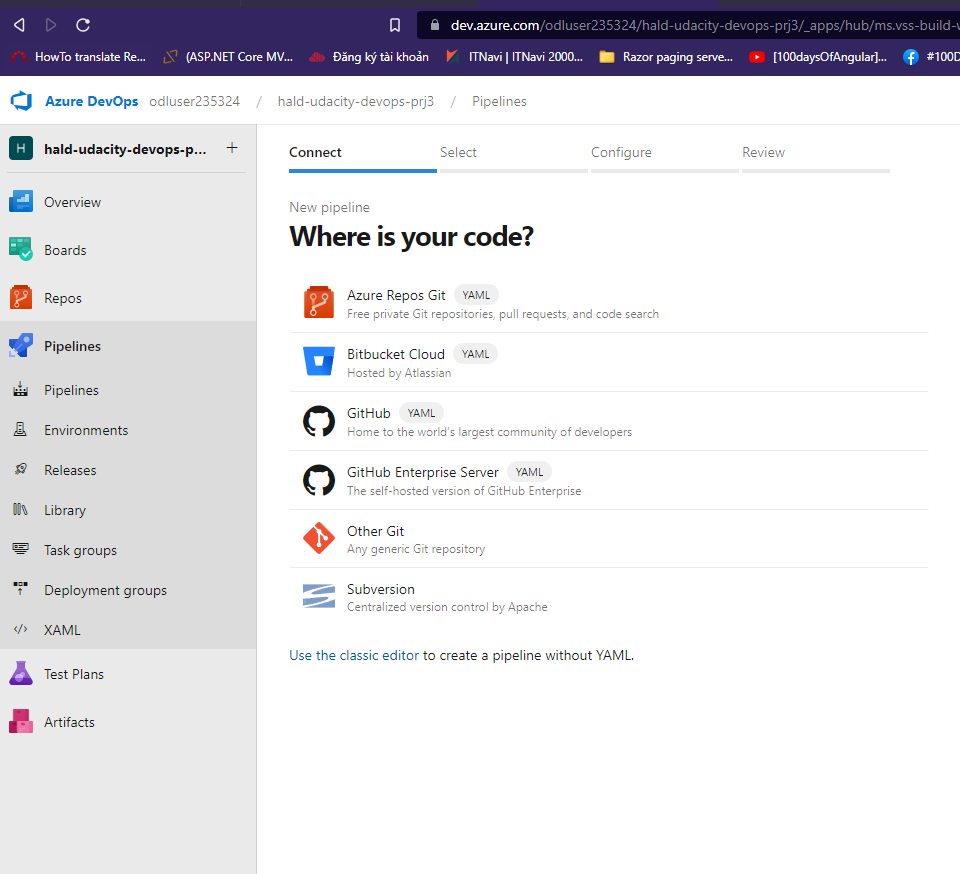 dev.azure.com/odluser235324/hald-udacity-devops-prj3/_apps/hub/ms.vss-build-
HowTo translate Re... (ASP.NET Core MV... Đăng ký tài khoản ITNavi | ITNavi 2000... Razor paging serve... [100daysOfAngular]... #100D
Azure DevOps odluser235324 / hald-udacity-devops-prj3 / Pipelines
H hald-udacity-devops-p... +
Overview
Boards
Repos
Pipelines
Pipelines
Environments
Releases
Library
Task groups
Deployment groups
XAML
Test Plans
Artifacts
Connect Select Configure Review
New pipeline
Where is your code?
Azure Repos Git YAML
Free private Git repositories, pull requests, and code search
Bitbucket Cloud YAML
Hosted by Atlassian
GitHub YAML
Home to the world's largest community of developers
GitHub Enterprise Server YAML
The self-hosted version of GitHub Enterprise
Other Git
Any generic Git repository
Subversion
Centralized version control by Apache
Use the classic editor to create a pipeline without YAML.